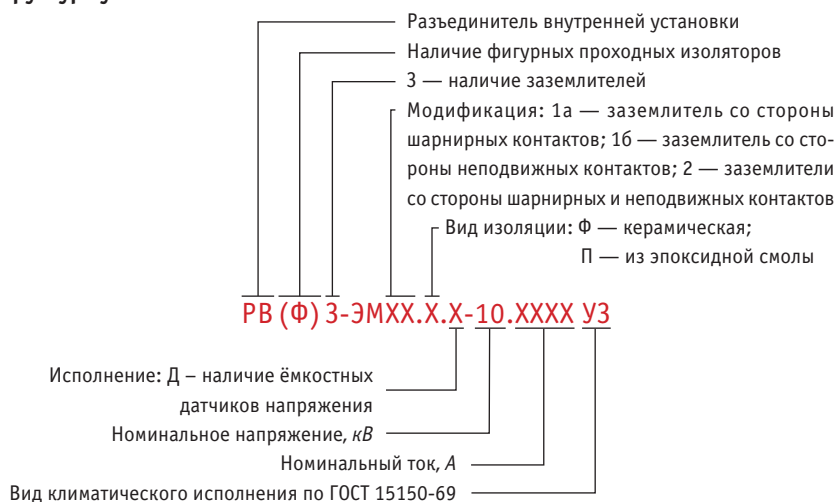 Разъединитель внутренней установки
Наличие фигурных проходных изоляторов
З — наличие заземлителей
Модификация: 1а — заземлитель со стороны
шарнирных контактов; 1б — заземлитель со сто-
роны неподвижных контактов; 2 — заземлители
со стороны шарнирных и неподвижных контактов
Вид изоляции: Ф — керамическая;
П — из эпоксидной смолы
РВ (Ф) З-ЭМХХ.Х.Х-10.ХХХХ У3
Исполнение: Д – наличие ёмкостных
датчиков напряжения
Номинальное напряжение, кВ
Номинальный ток, А
Вид климатического исполнения по ГОСТ 15150-69